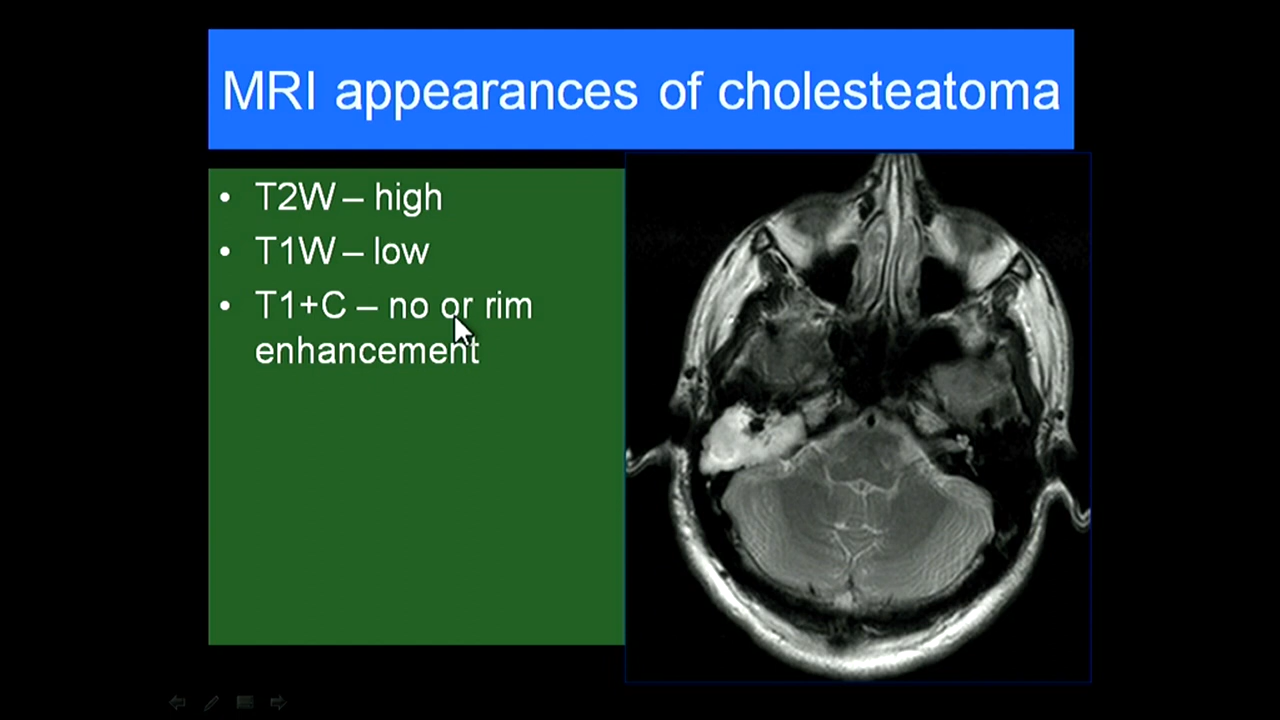 MRI appearances of cholesteatoma
• T2W – high
• T1W – low
• T1+C – no or rim
enhancement